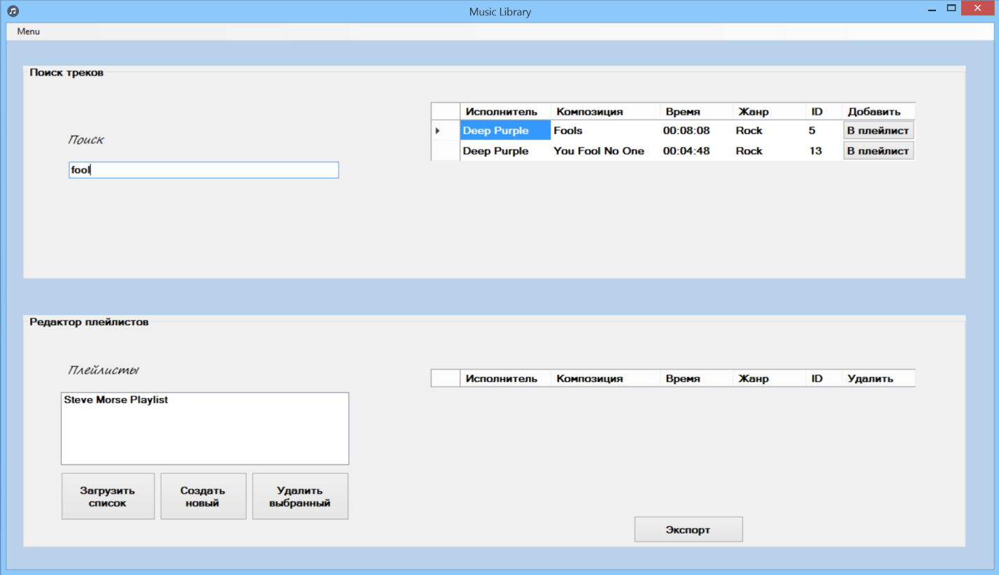 Music Library
Menu
Поиск треков
Поиск
fool
Исполнитель Композиция Время Жанр ID Добавить
Deep Purple Fools 00:08:08 Rock 5 В плейлист
Deep Purple You Fool No One 00:04:48 Rock 13 В плейлист
Редактор плейлистов
Плейлисты
Steve Morse Playlist
Загрузить список
Создать новый
Удалить выбранный
Исполнитель Композиция Время Жанр ID Удалить
Экспорт